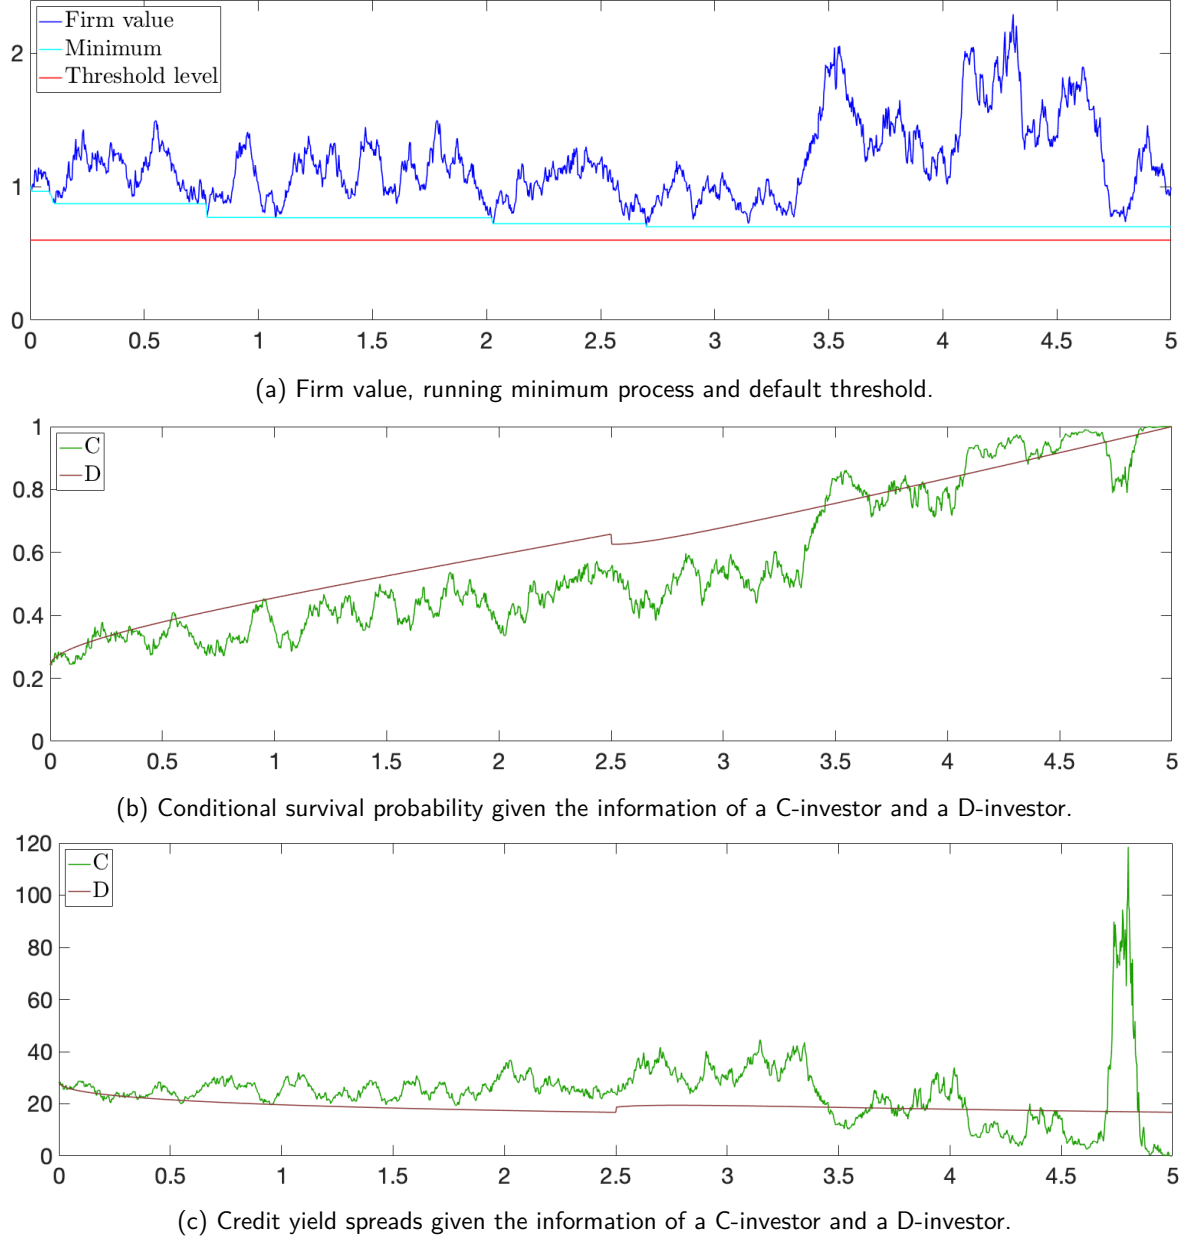 Firm value
Minimum
Threshold level
2
1
0
0 0.5 1 1.5 2 2.5 3 3.5 4 4.5 5
(a) Firm value, running minimum process and default threshold.
1
C
D
0.8
0.6
0.4
0.2
0
0 0.5 1 1.5 2 2.5 3 3.5 4 4.5 5
(b) Conditional survival probability given the information of a C-investor and a D-investor.
120
C
D
100
80
60
40
20
0
0 0.5 1 1.5 2 2.5 3 3.5 4 4.5 5
(c) Credit yield spreads given the information of a C-investor and a D-investor.